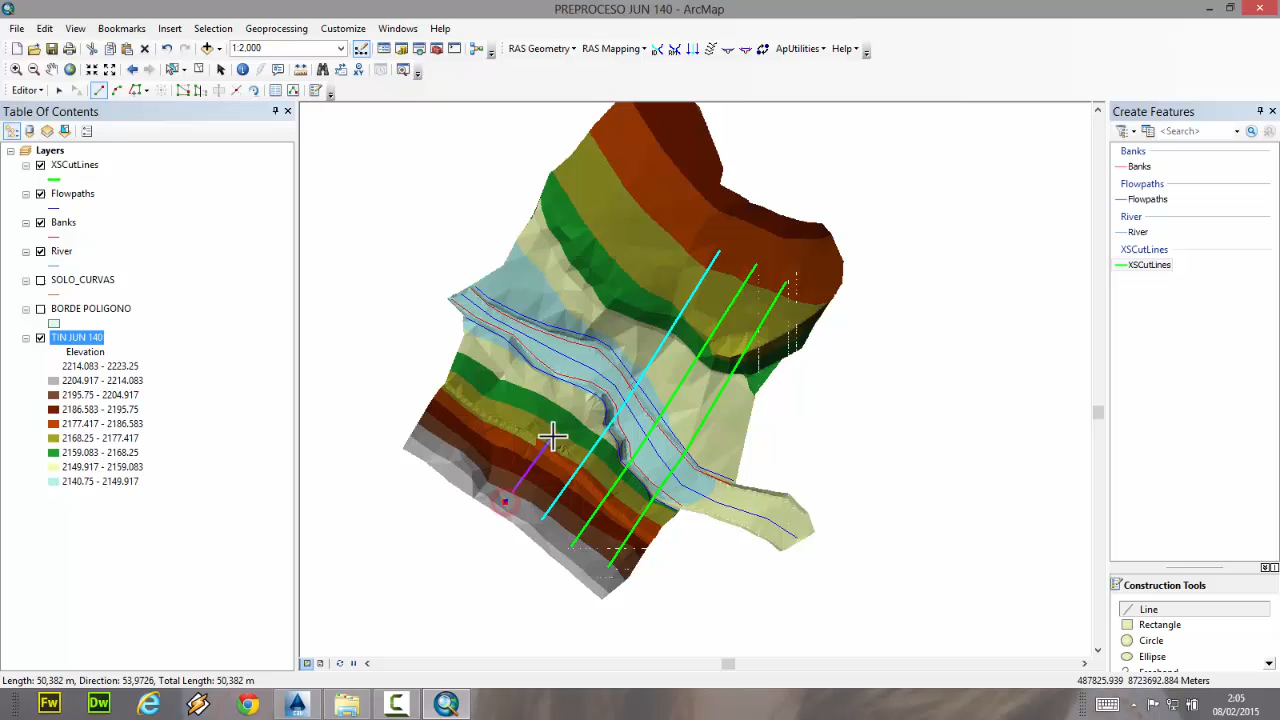 PREPROCESO JUN 140 - ArcMap
File Edit View Bookmarks Insert Selection Geoprocessing Customize Windows Help
1:2,000
RAS Geometry RAS Mapping ApUtilities Help
Editor
Table Of Contents
Layers
XSCutLines
Flowpaths
Banks
River
SOLO_CURVAS
BORDE POLIGONO
TIN JUN 140
Elevation
2214.083 - 2223.25
2204.917 - 2214.083
2195.75 - 2204.917
2186.583 - 2195.75
2177.417 - 2186.583
2168.25 - 2177.417
2159.083 - 2168.25
2149.917 - 2159.083
2140.75 - 2149.917
Create Features
<Search>
Banks
Banks
Flowpaths
Flowpaths
River
River
XSCutLines
XSCutLines
Construction Tools
Line
Rectangle
Circle
Ellipse
Length: 50,382 m, Direction: 53,9726, Total Length: 50,382 m
487825.939 8723692.884 Meters
Fw Dw
2:05
08/02/2015